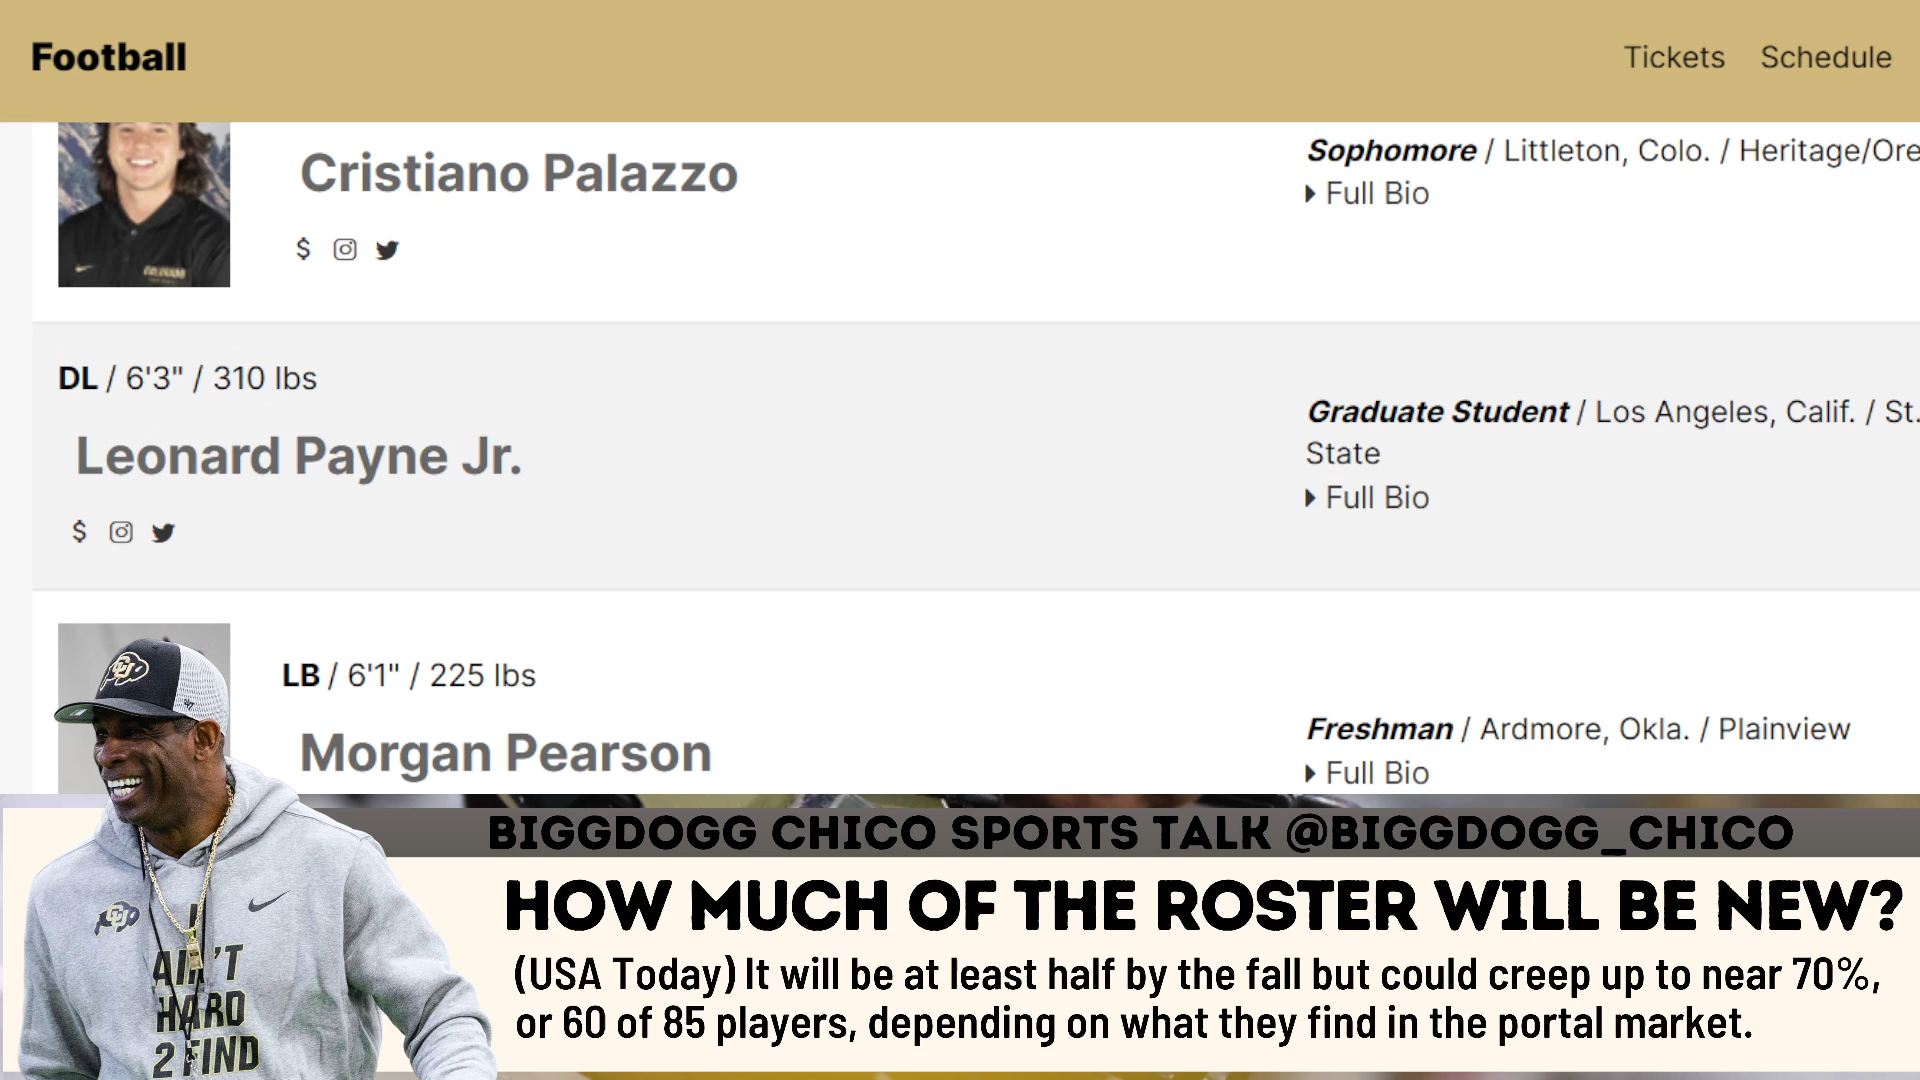 Football
Tickets Schedule
Cristiano Palazzo
Sophomore / Littleton, Colo. / Heritage/Ore
Full Bio
$
DL / 6'3" / 310 lbs
Leonard Payne Jr.
Graduate Student / Los Angeles, Calif. / St.
State
Full Bio
$
LB / 6'1" / 225 lbs
Morgan Pearson
Freshman / Ardmore, Okla. / Plainview
Full Bio
BIGGDOGG CHICO SPORTS TALK @BIGGDOGG_CHICO
HOW MUCH OF THE ROSTER WILL BE NEW?
(USA Today) It will be at least half by the fall but could creep up to near 70%,
or 60 of 85 players, depending on what they find in the portal market.
COLORADO
CU
CU
I
AIN'T
HARD
2 FIND